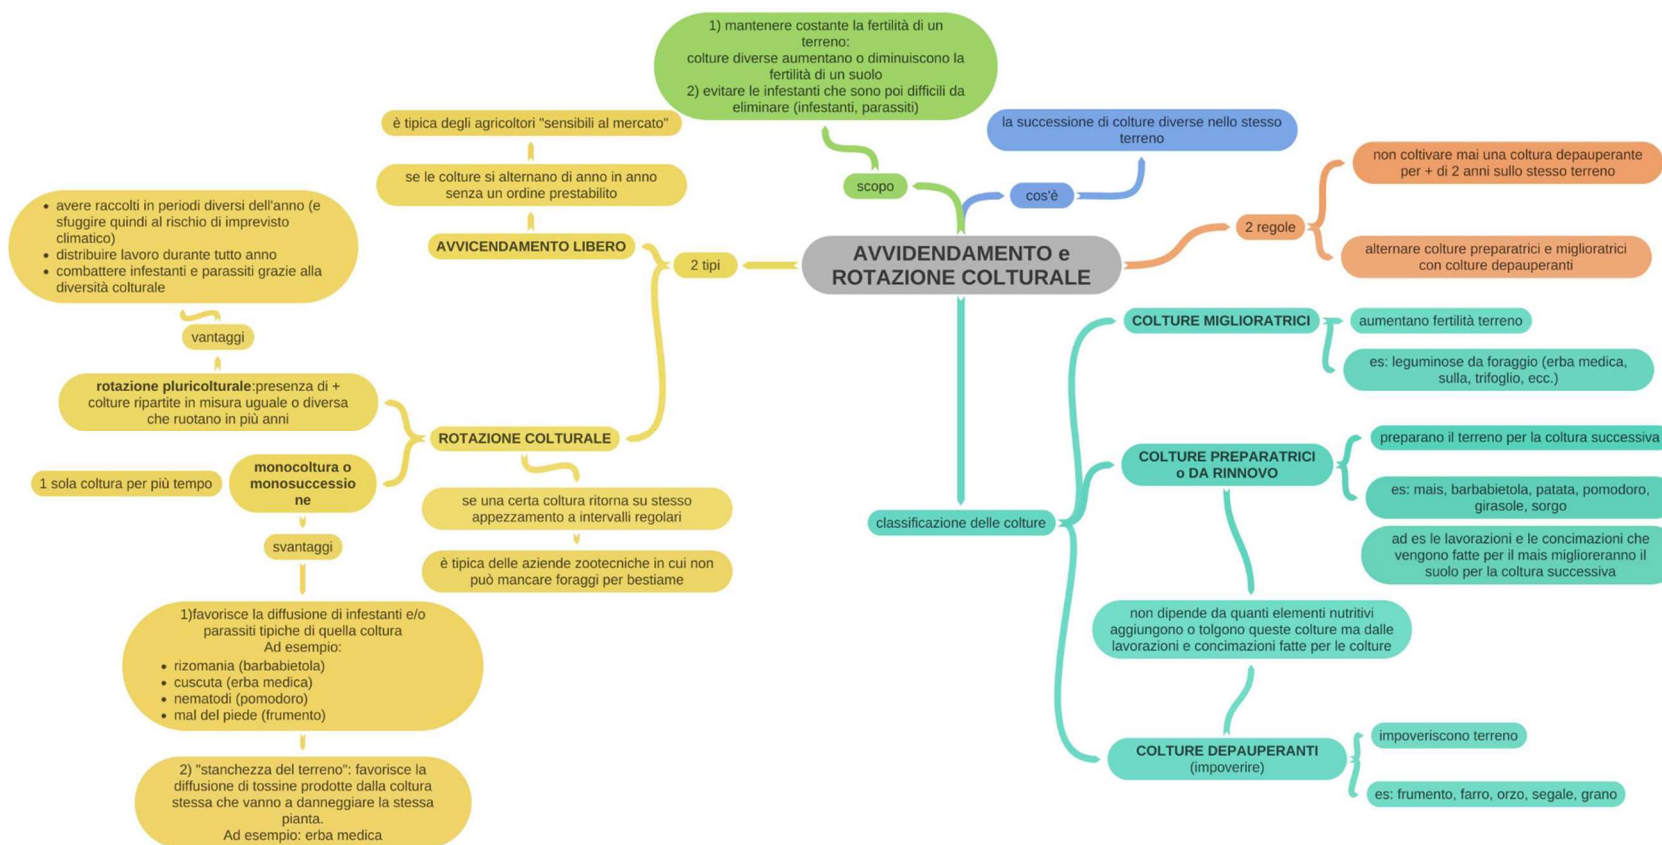 AVVIDENDAMENTO e
ROTAZIONE COLTURALE
scopo
1) mantenere costante la fertilità di un
terreno:
colture diverse aumentano o diminuiscono la
fertilità di un suolo
2) evitare le infestanti che sono poi difficili da
eliminare (infestanti, parassiti)
cos'è
la successione di colture diverse nello stesso
terreno
2 regole
non coltivare mai una coltura depauperante
per + di 2 anni sullo stesso terreno
alternare colture preparatrici e miglioratrici
con colture depauperanti
2 tipi
AVVICENDAMENTO LIBERO
se le colture si alternano di anno in anno
senza un ordine prestabilito
è tipica degli agricoltori "sensibili al mercato"
ROTAZIONE COLTURALE
se una certa coltura ritorna su stesso
appezzamento a intervalli regolari
è tipica delle aziende zootecniche in cui non
può mancare foraggi per bestiame
rotazione pluricolturale:presenza di +
colture ripartite in misura uguale o diversa
che ruotano in più anni
vantaggi
• avere raccolti in periodi diversi dell'anno (e
sfuggire quindi al rischio di imprevisto
climatico)
• distribuire lavoro durante tutto anno
• combattere infestanti e parassiti grazie alla
diversità colturale
monocoltura o
monosuccessio
ne
1 sola coltura per più tempo
svantaggi
1)favorisce la diffusione di infestanti e/o
parassiti tipiche di quella coltura
Ad esempio:
• rizomania (barbabietola)
• cuscuta (erba medica)
• nematodi (pomodoro)
• mal del piede (frumento)
2) "stanchezza del terreno": favorisce la
diffusione di tossine prodotte dalla coltura
stessa che vanno a danneggiare la stessa
pianta.
Ad esempio: erba medica
classificazione delle colture
COLTURE MIGLIORATRICI
aumentano fertilità terreno
es: leguminose da foraggio (erba medica,
sulla, trifoglio, ecc.)
COLTURE PREPARATRICI
o DA RINNOVO
preparano il terreno per la coltura successiva
es: mais, barbabietola, patata, pomodoro,
girasole, sorgo
ad es le lavorazioni e le concimazioni che
vengono fatte per il mais miglioreranno il
suolo per la coltura successiva
non dipende da quanti elementi nutritivi
aggiungono o tolgono queste colture ma dalle
lavorazioni e concimazioni fatte per le colture
COLTURE DEPAUPERANTI
(impoverire)
impoveriscono terreno
es: frumento, farro, orzo, segale, grano